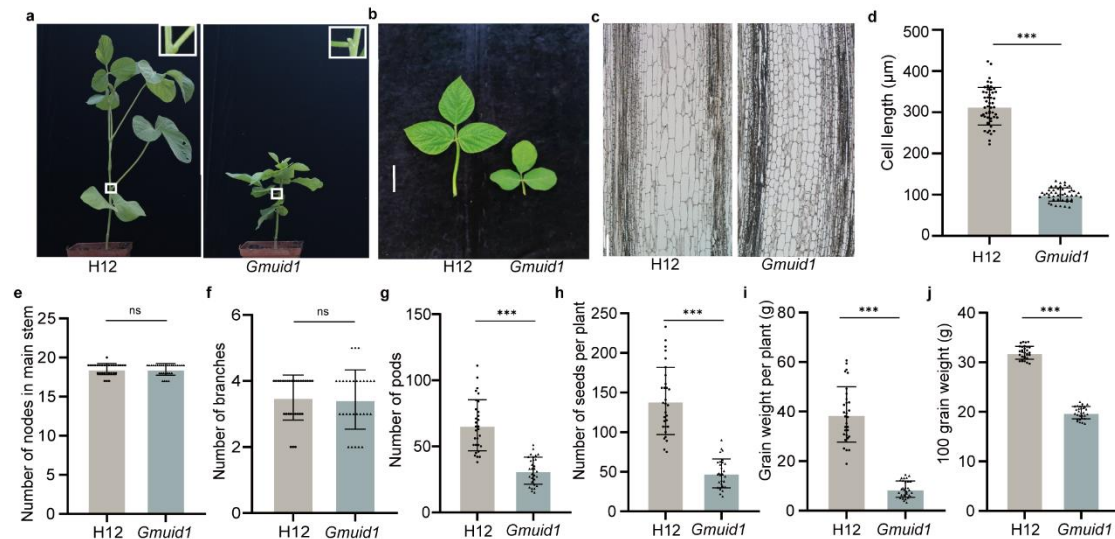 a
H12
Gmuid1
b
H12
Gmuid1
c
H12
Gmuid1
d
Cell length (μm)
500
400
300
200
100
0
***
H12
Gmuid1
e
Number of nodes in main stem
25
20
15
10
5
0
ns
H12
Gmuid1
f
Number of branches
6
4
2
0
ns
H12
Gmuid1
g
Number of pods
150
100
50
0
***
H12
Gmuid1
h
Number of seeds per plant
250
200
150
100
50
0
***
H12
Gmuid1
i
Grain weight per plant (g)
80
60
40
20
0
***
H12
Gmuid1
j
100 grain weight (g)
40
30
20
10
0
***
H12
Gmuid1